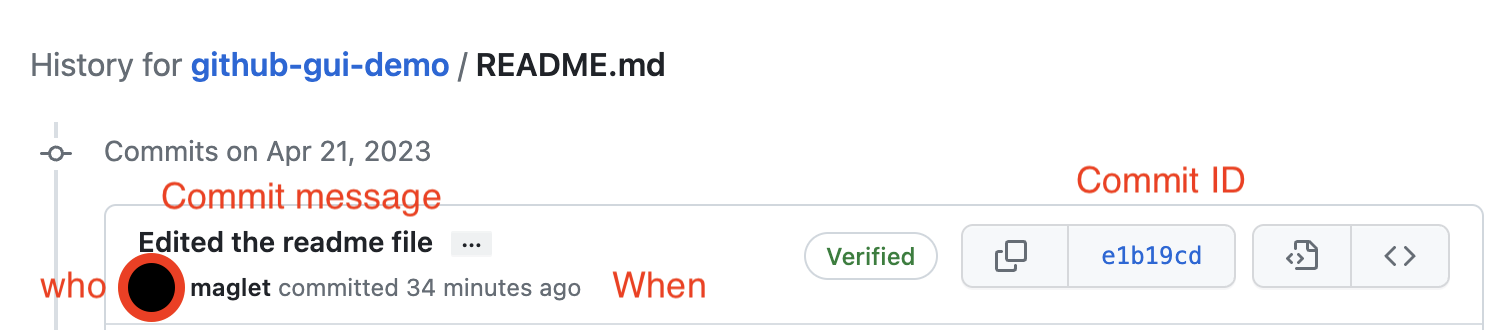 History for github-gui-demo / README.md
Commits on Apr 21, 2023
Commit message
Commit ID
Edited the readme file ...
Verified
e1b19cd
who
maglet committed 34 minutes ago
When